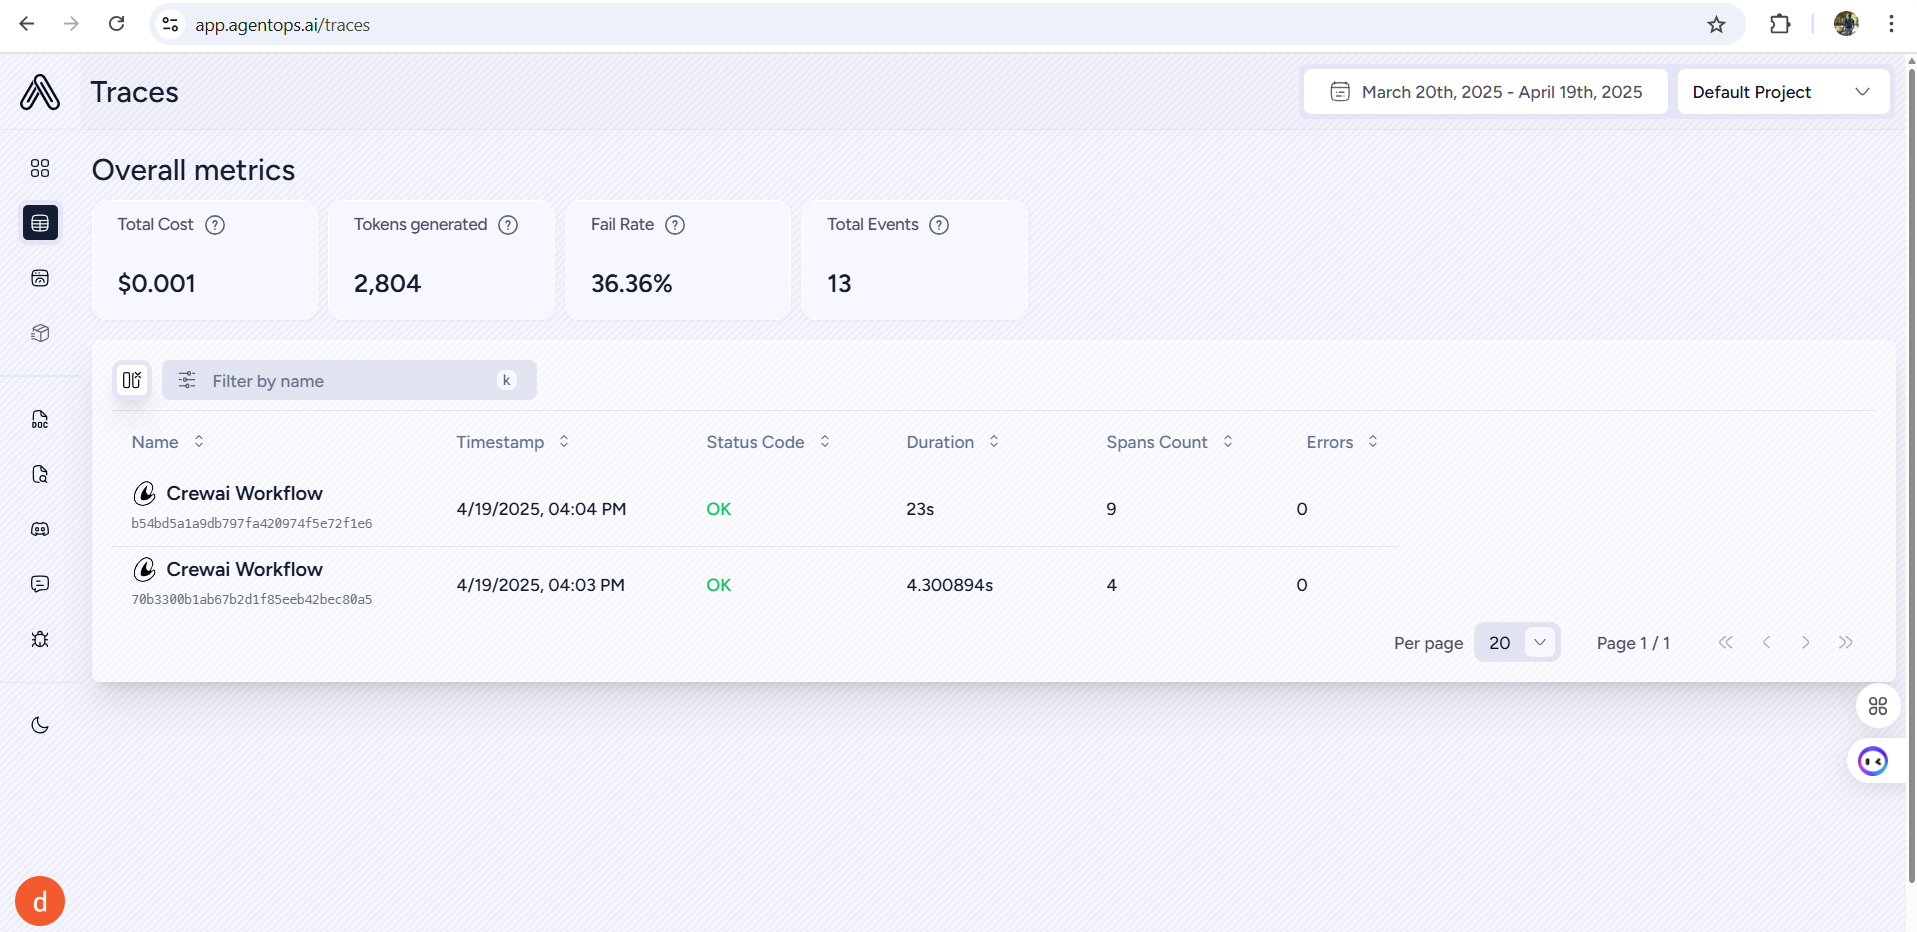 app.agentops.ai/traces
Traces
March 20th, 2025 - April 19th, 2025
Default Project
Overall metrics
Total Cost ?
Tokens generated ?
Fail Rate ?
Total Events ?
$0.001
2,804
36.36%
13
Filter by name
k
Name
Timestamp
Status Code
Duration
Spans Count
Errors
Crewai Workflow
b54bd5a1a9db797fa420974f5e72f1e6
4/19/2025, 04:04 PM
OK
23s
9
0
Crewai Workflow
70b3300b1ab67b2d1f85eeb42bec80a5
4/19/2025, 04:03 PM
OK
4.300894s
4
0
Per page
20
Page 1 / 1
DOC
d